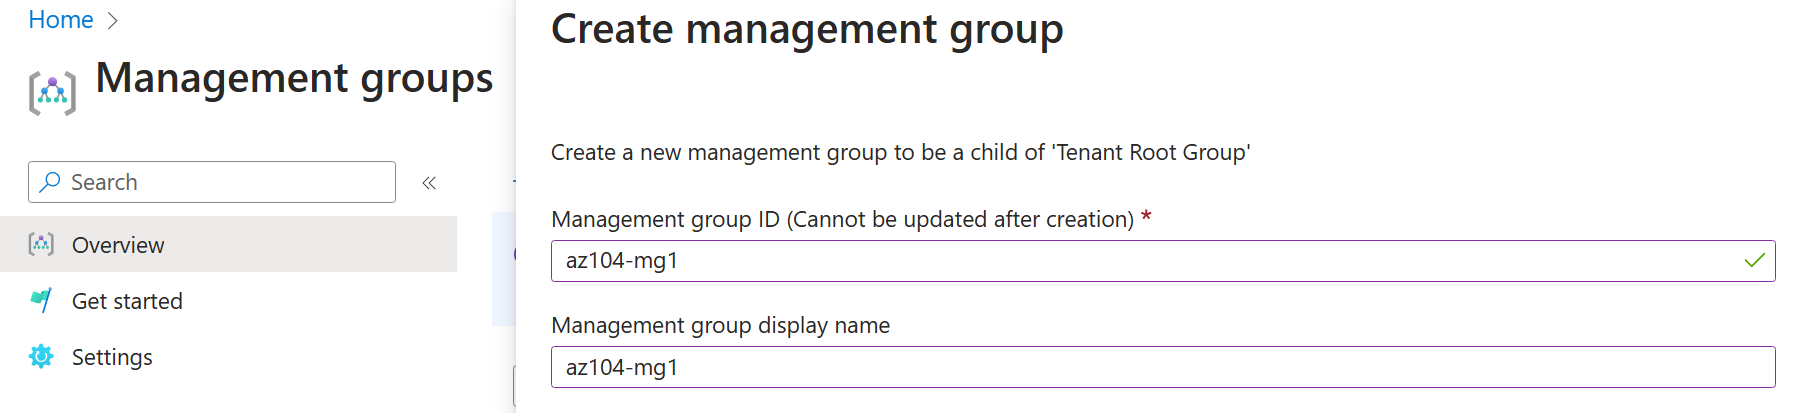 Home
Management groups
Search
Overview
Get started
Settings
Create management group
Create a new management group to be a child of 'Tenant Root Group'
Management group ID (Cannot be updated after creation) *
az104-mg1
Management group display name
az104-mg1